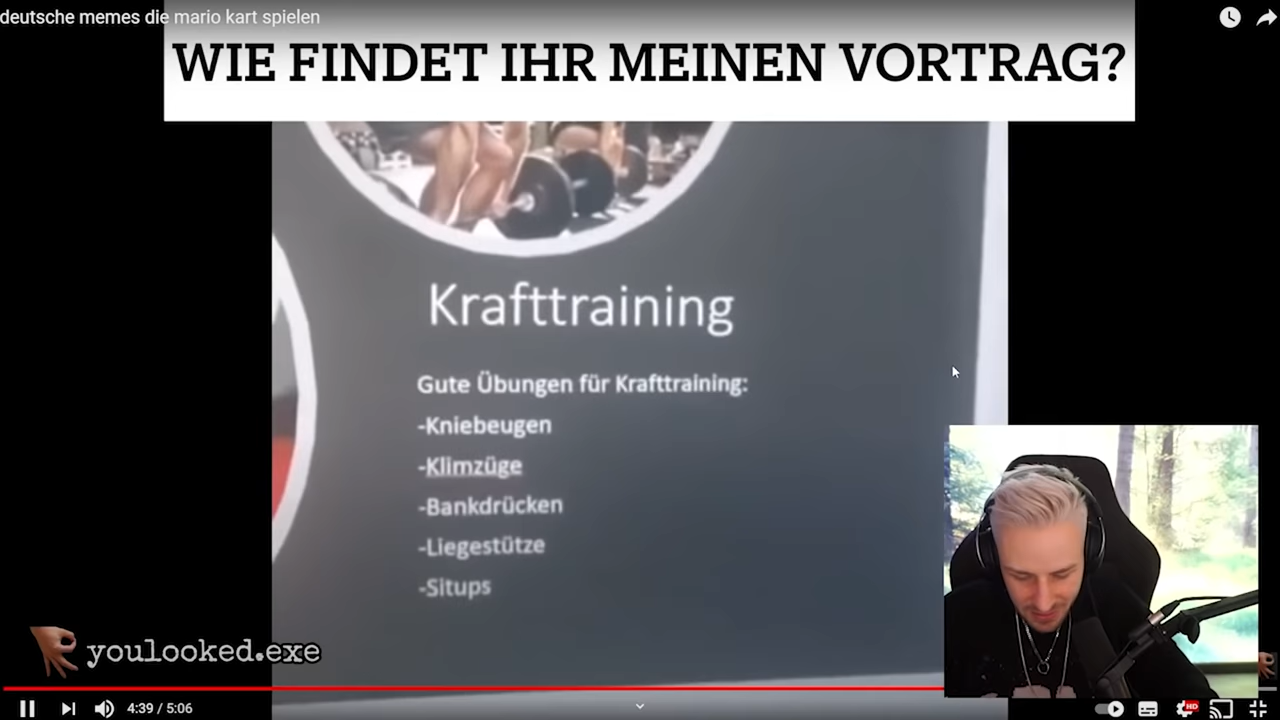 deutsche memes die mario kart spielen
WIE FINDET IHR MEINEN VORTRAG?
Krafttraining
Gute Übungen für Krafttraining:
-Kniebeugen
-Klimzüge
-Bankdrücken
-Liegestütze
-Situps
youlooked.exe
4:39 / 5:06
HD